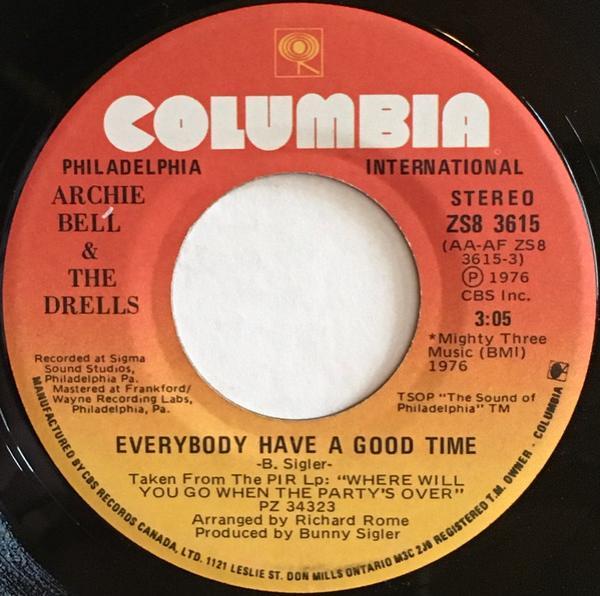 COLUMBIA
PHILADELPHIA INTERNATIONAL
ARCHIE
BELL
&
THE
DRELLS
STEREO
ZS8 3615
(AA-AF ZS8
3615-3)
Ⓟ 1976
CBS Inc.
3:05
*Mighty Three
Music (BMI)
1976
Recorded at Sigma
Sound Studios,
Philadelphia Pa.
Mastered at Frankford/
Wayne Recording Labs,
Philadelphia, Pa.
TSOP "The Sound of
Philadelphia" TM
EVERYBODY HAVE A GOOD TIME
-B. Sigler-
Taken From The PIR Lp: "WHERE WILL
YOU GO WHEN THE PARTY'S OVER"
PZ 34323
Arranged by Richard Rome
Produced by Bunny Sigler
MANUFACTURED BY CBS RECORDS CANADA, LTD. 1121 LESLIE ST. DON MILLS ONTARIO M3C 2J9 REGISTERED T.M. OWNER · COLUMBIA